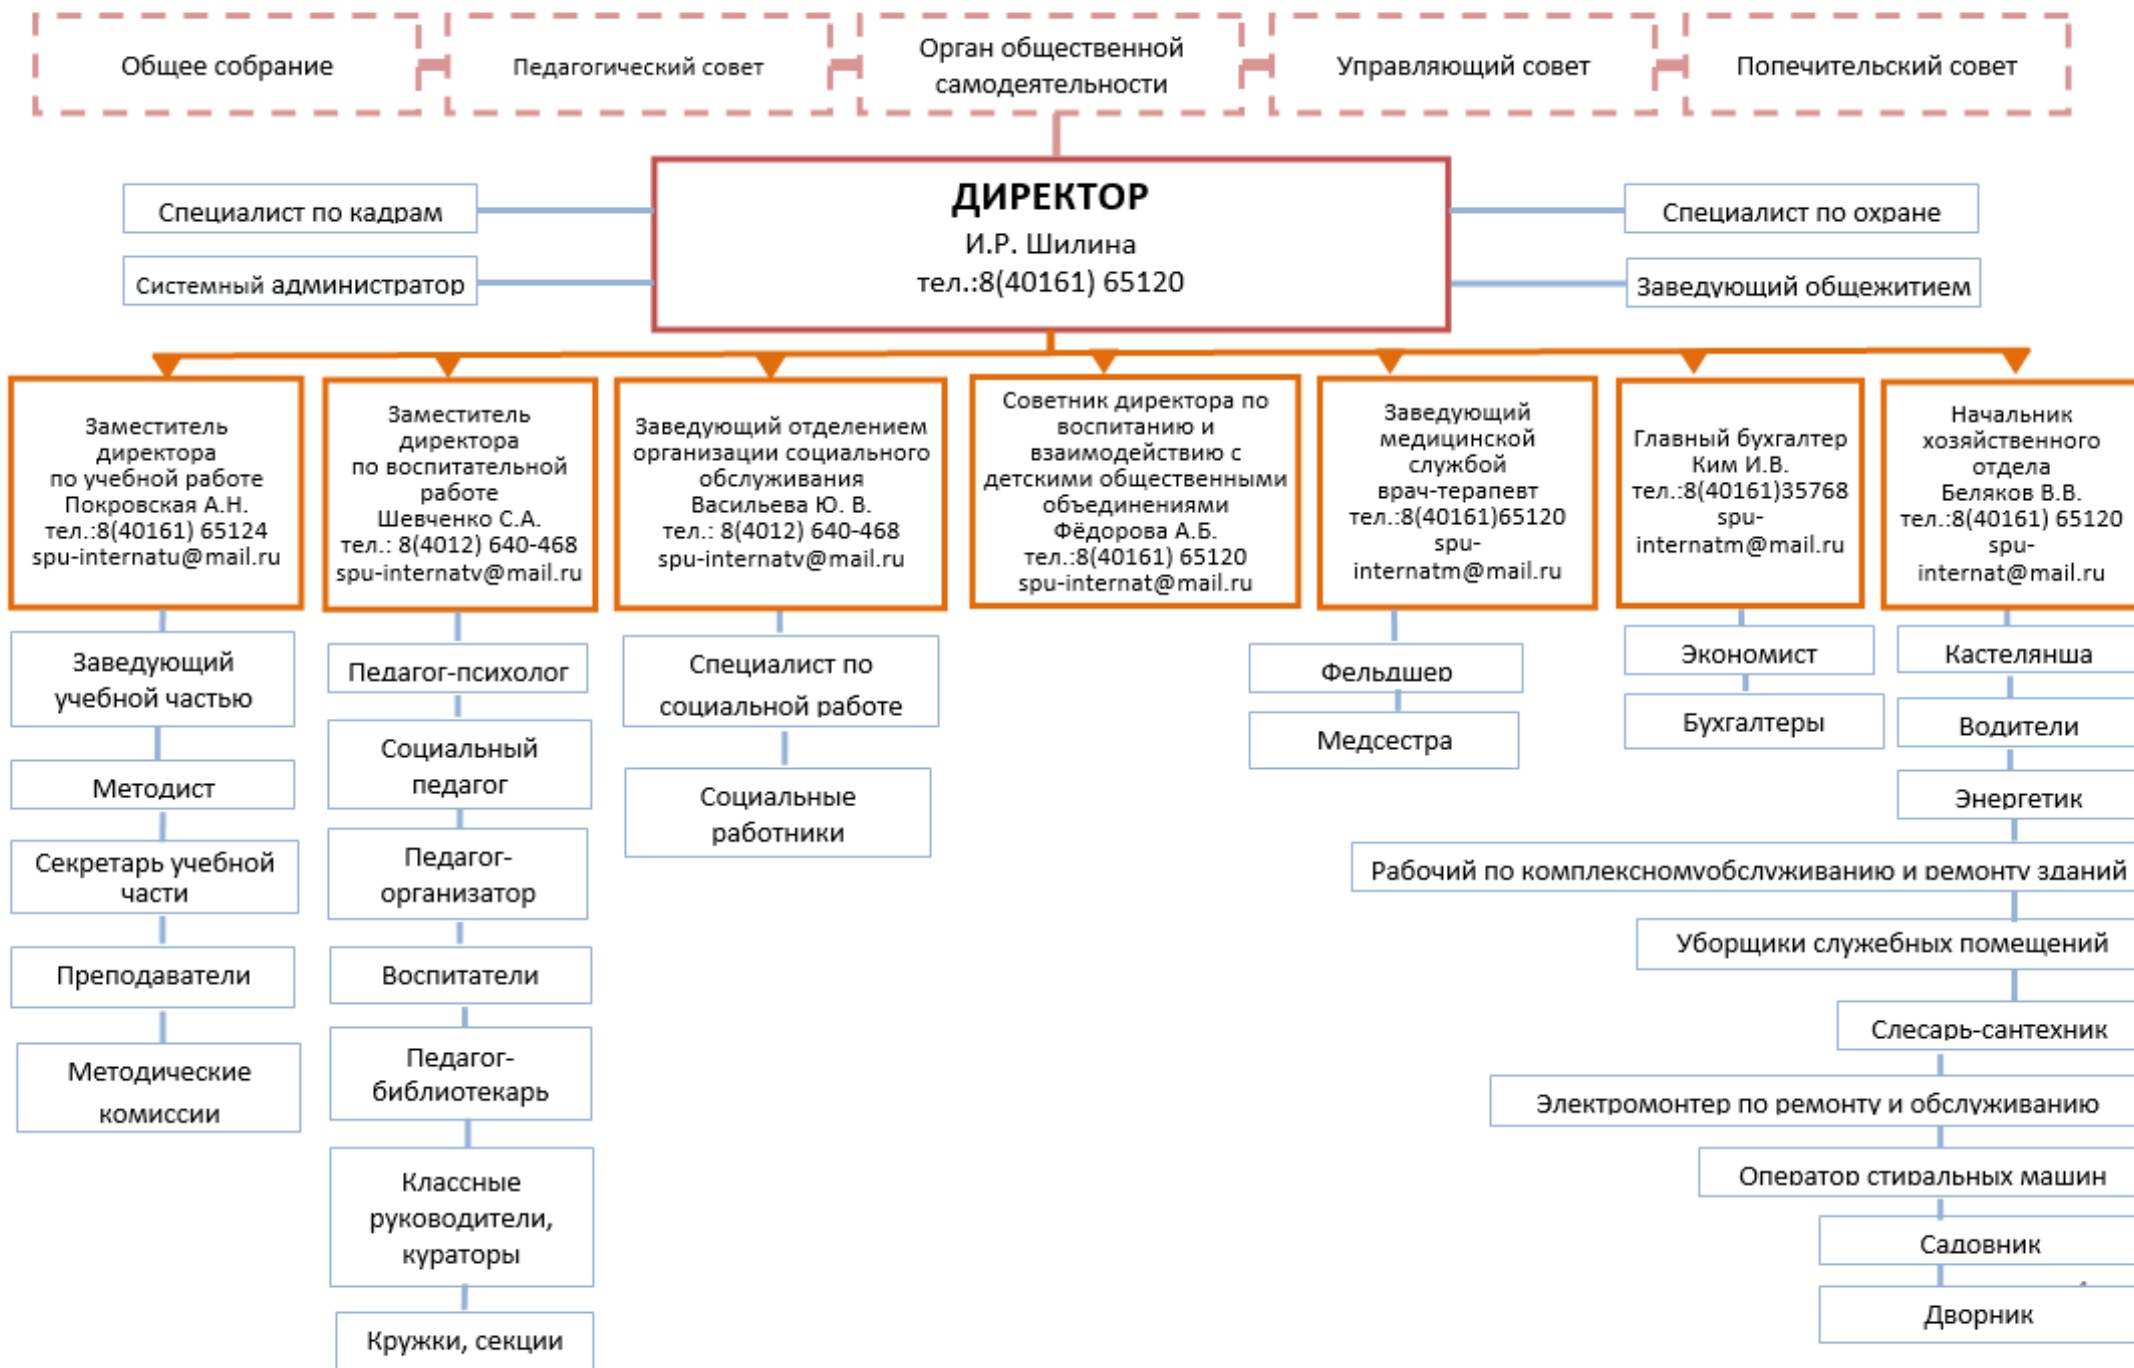 Общее собрание
Педагогический совет
Орган общественной
самодеятельности
Управляющий совет
Попечительский совет
ДИРЕКТОР
И.Р. Шилина
тел.:8(40161) 65120
Специалист по кадрам
Системный администратор
Специалист по охране
Заведующий общежитием
Заместитель
директора
по учебной работе
Покровская А.Н.
тел.:8(40161) 65124
spu-internatu@mail.ru
Заместитель
директора
по воспитательной
работе
Шевченко С.А.
тел.: 8(4012) 640-468
spu-internatv@mail.ru
Заведующий отделением
организации социального
обслуживания
Васильева Ю. В.
тел.: 8(4012) 640-468
spu-internatv@mail.ru
Советник директора по
воспитанию и
взаимодействию с
детскими общественными
объединениями
Фёдорова А.Б.
тел.:8(40161) 65120
spu-internat@mail.ru
Заведующий
медицинской
службой
врач-терапевт
тел.:8(40161)65120
spu-
internatm@mail.ru
Главный бухгалтер
Ким И.В.
тел.:8(40161)35768
spu-
internatm@mail.ru
Начальник
хозяйственного
отдела
Беляков В.В.
тел.:8(40161) 65120
spu-
internat@mail.ru
Заведующий
учебной частью
Методист
Секретарь учебной
части
Преподаватели
Методические
комиссии
Педагог-психолог
Социальный
педагог
Педагог-
организатор
Воспитатели
Педагог-
библиотекарь
Классные
руководители,
кураторы
Кружки, секции
Специалист по
социальной работе
Социальные
работники
Фельдшер
Медсестра
Экономист
Бухгалтеры
Кастелянша
Водители
Энергетик
Рабочий по комплексномуобслуживанию и ремонту зданий
Уборщики служебных помещений
Слесарь-сантехник
Электромонтер по ремонту и обслуживанию
Оператор стиральных машин
Садовник
Дворник